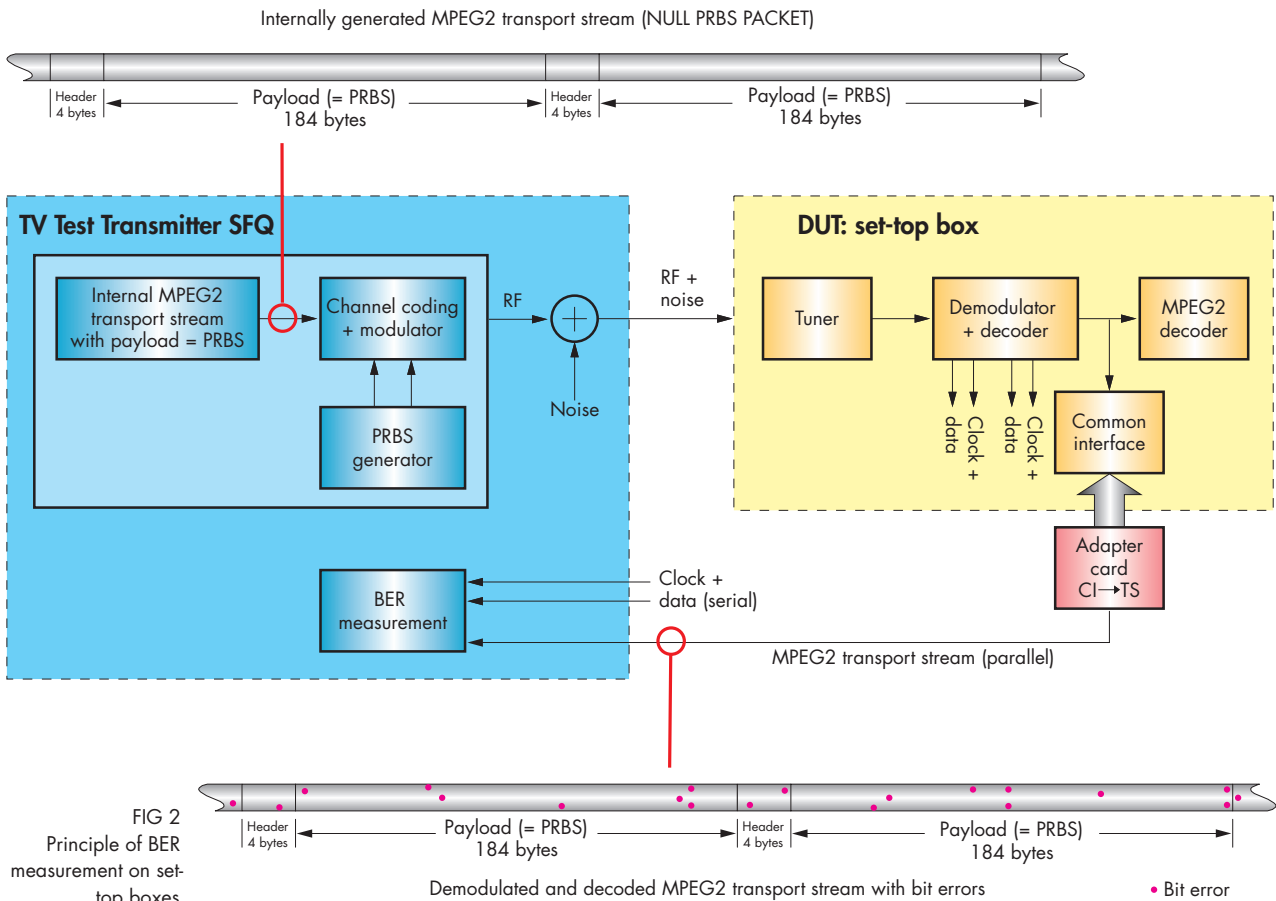 Internally generated MPEG2 transport stream (NULL PRBS PACKET)
Header
4 bytes
Payload (= PRBS)
184 bytes
Header
4 bytes
Payload (= PRBS)
184 bytes
TV Test Transmitter SFQ
Internal MPEG2
transport stream
with payload = PRBS
Channel coding
+ modulator
PRBS
generator
RF
Noise
RF +
noise
DUT: set-top box
Tuner
Demodulator
+ decoder
MPEG2
decoder
Clock +
data
Clock +
data
Common
interface
Adapter
card
CI→TS
BER
measurement
Clock +
data (serial)
MPEG2 transport stream (parallel)
Header
4 bytes
Payload (= PRBS)
184 bytes
Header
4 bytes
Payload (= PRBS)
184 bytes
FIG 2
Principle of BER
measurement on set-
top boxes
Demodulated and decoded MPEG2 transport stream with bit errors
• Bit error